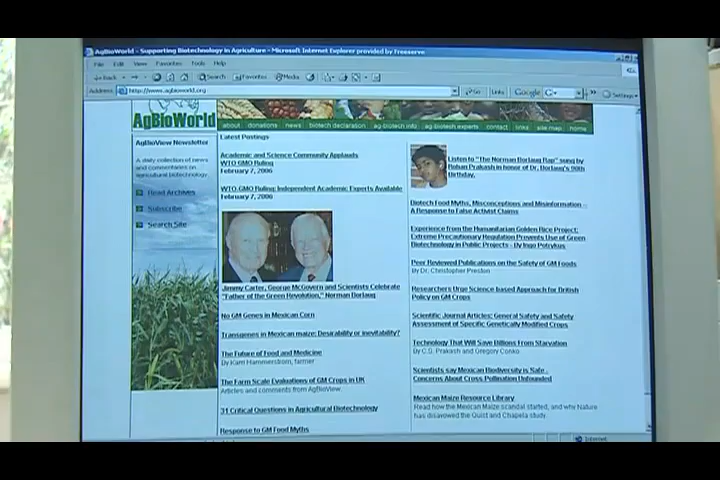 AgBioWorld - Supporting Biotechnology in Agriculture - Microsoft Internet Explorer provided by Freeserve
File Edit View Favorites Tools Help
Back Search Favorites Media
Address http://www.agbioworld.org Go Links Google Settings
AgBioWorld
about donations news biotech declaration ag-biotech info ag-biotech experts contact links site map home
AgBioView Newsletter
A daily collection of news
and commentaries on
agricultural biotechnology
Read Archives
Subscribe
Search Site
Latest Postings
Academic and Science Community Applauds
WTO GMO Ruling
February 7, 2006
WTO GMO Ruling: Independent Academic Experts Available
February 7, 2006
Jimmy Carter, George McGovern and Scientists Celebrate
"Father of the Green Revolution," Norman Borlaug
No GM Genes in Mexican Corn
Transgenes in Mexican maize: Desirability or inevitability?
The Future of Food and Medicine
By Karri Hammerstrom, farmer
The Farm Scale Evaluations of GM Crops in UK
Articles and comments from AgBioView
31 Critical Questions in Agricultural Biotechnology
Response to GM Food Myths
Listen to "The Norman Borlaug Rap" sung by
Rohan Prakash in honor of Dr. Borlaug's 90th
Birthday.
Biotech Food Myths, Misconceptions and Misinformation -
A Response to False Activist Claims
Experience from the Humanitarian Golden Rice Project:
Extreme Precautionary Regulation Prevents Use of Green
Biotechnology in Public Projects - By Ingo Potrykus
Peer Reviewed Publications on the Safety of GM Foods
By Dr. Christopher Preston
Researchers Urge Science based Approach for British
Policy on GM Crops
Scientific Journal Articles: General Safety and Safety
Assessment of Specific Genetically Modified Crops
Technology That Will Save Billions From Starvation
By C.S. Prakash and Gregory Conko
Scientists say Mexican Biodiversity is Safe -
Concerns About Cross Pollination Unfounded
Mexican Maize Resource Library
Read how the Mexican Maize scandal started, and why Nature
has disavowed the Quist and Chapela study.
Internet